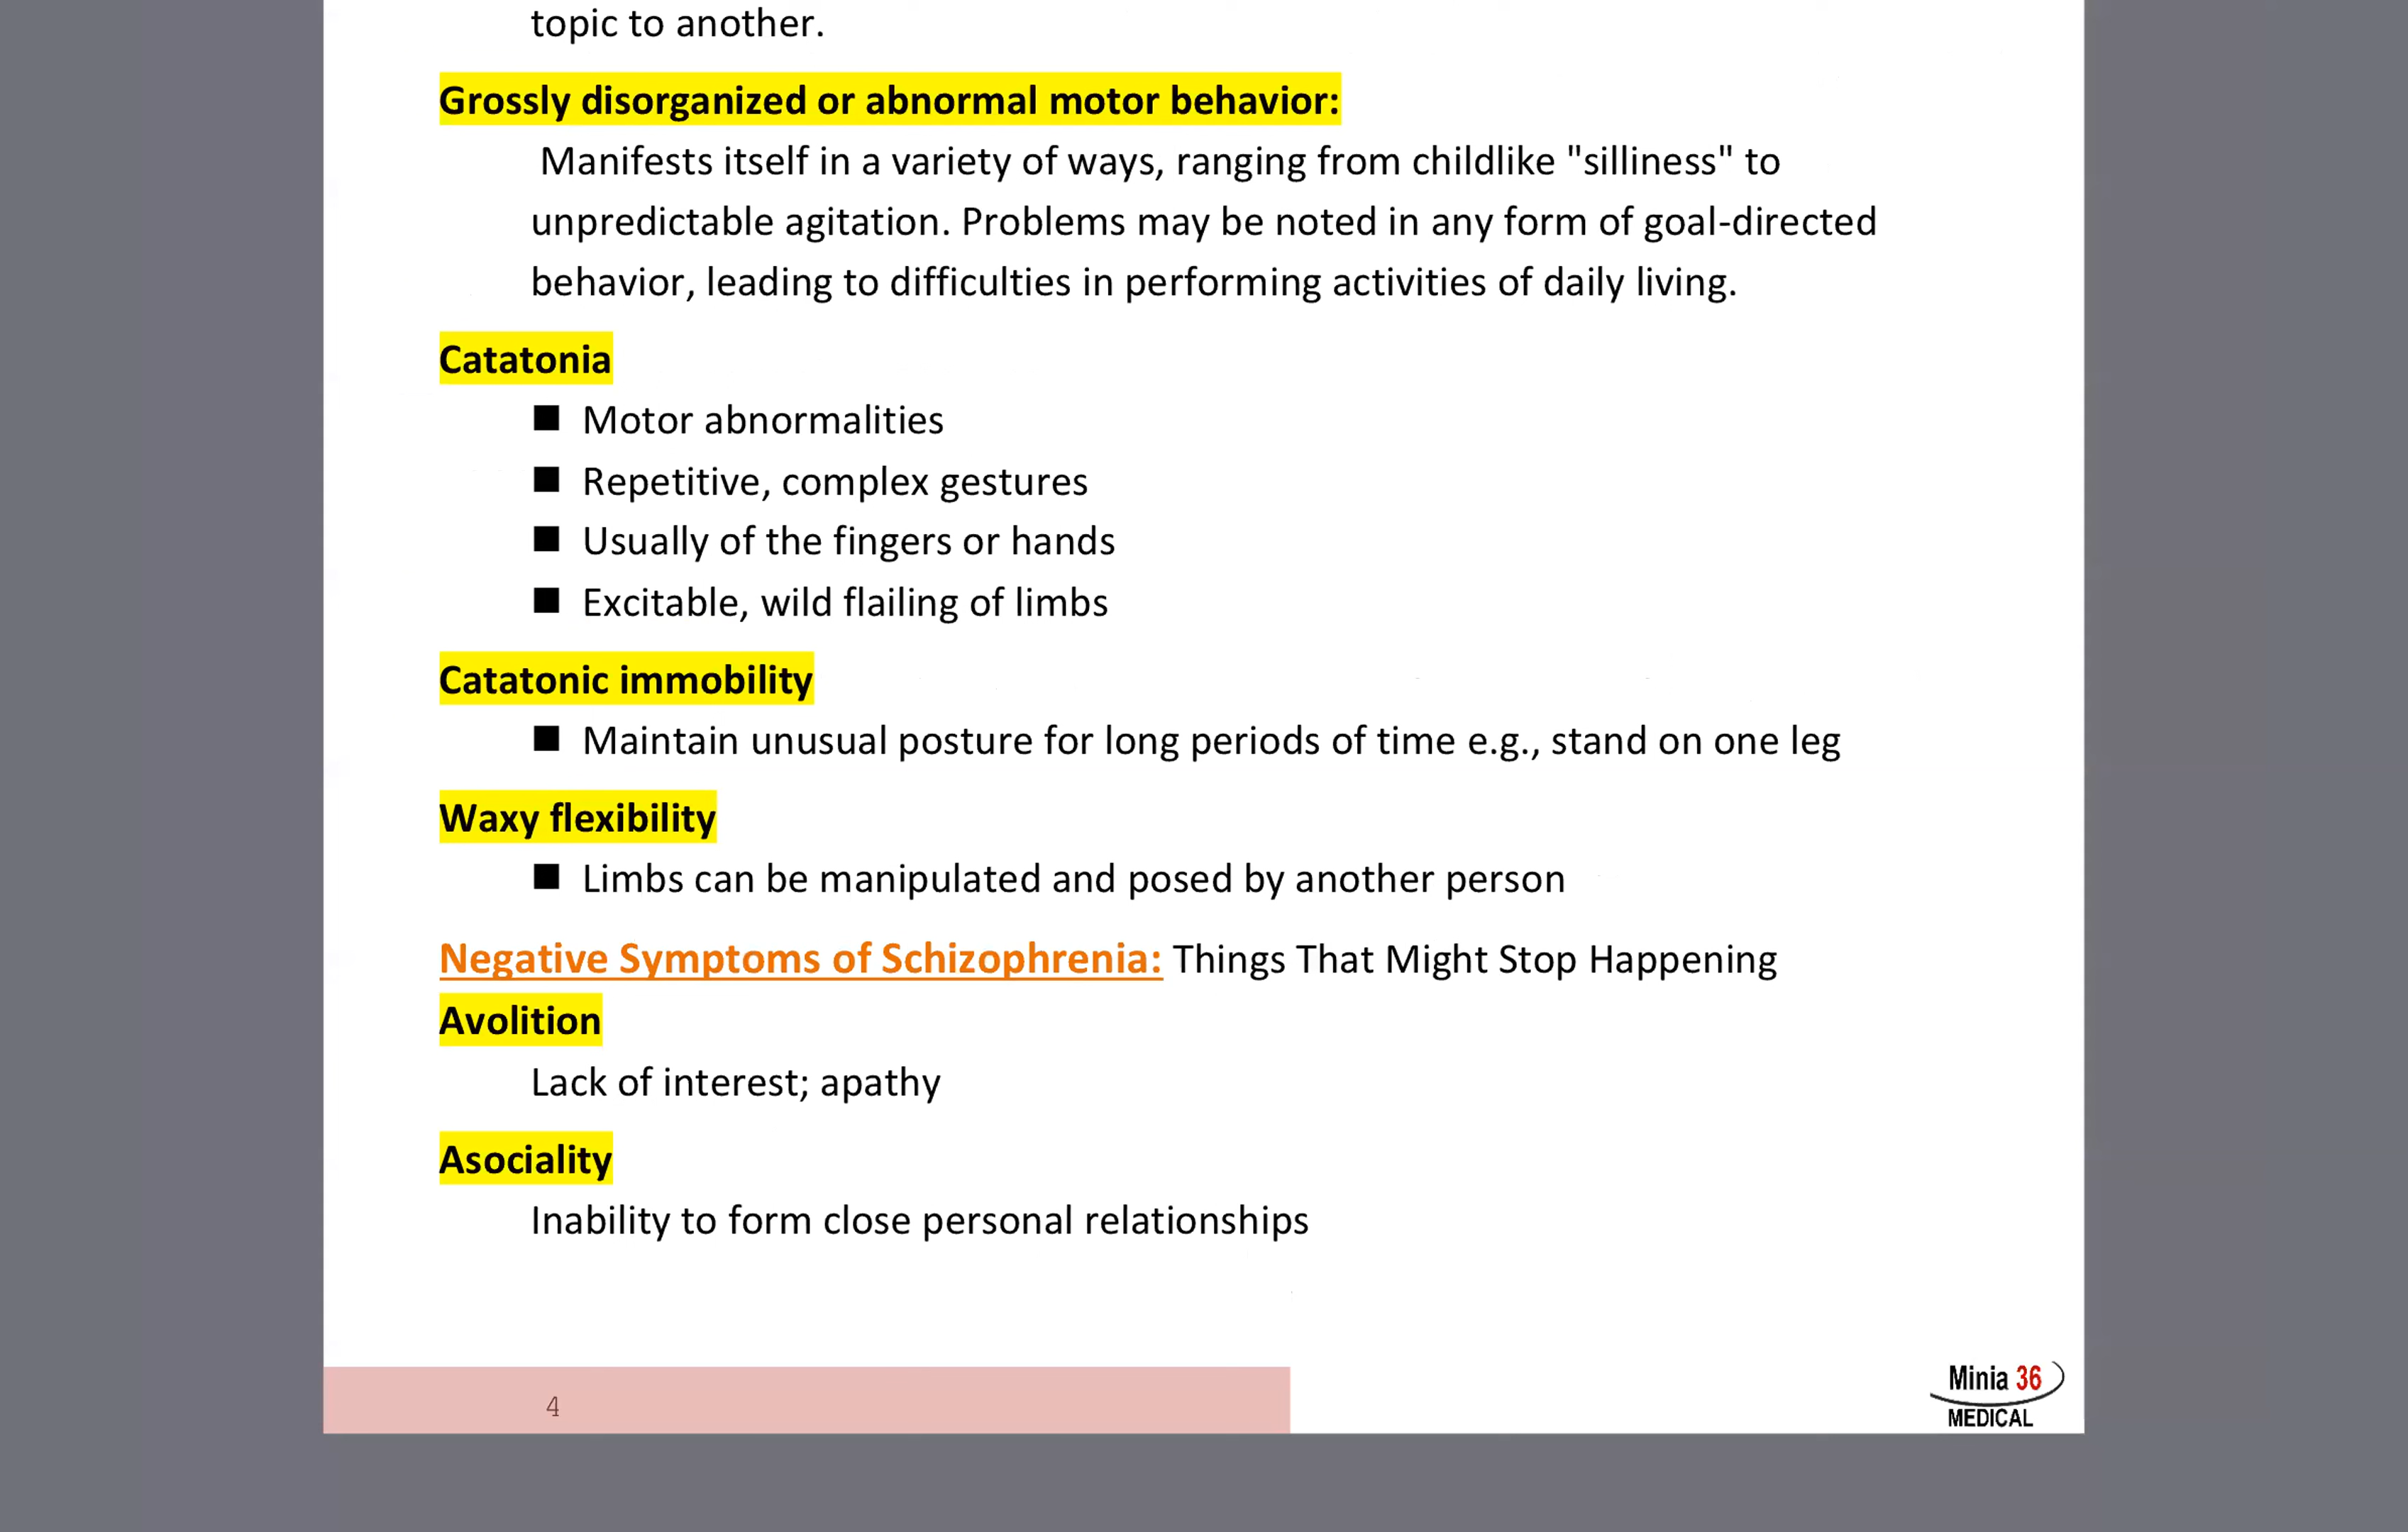 topic to another.
Grossly disorganized or abnormal motor behavior:
Manifests itself in a variety of ways, ranging from childlike "silliness" to
unpredictable agitation. Problems may be noted in any form of goal-directed
behavior, leading to difficulties in performing activities of daily living.
Catatonia
■ Motor abnormalities
■ Repetitive, complex gestures
■ Usually of the fingers or hands
■ Excitable, wild flailing of limbs
Catatonic immobility
■ Maintain unusual posture for long periods of time e.g., stand on one leg
Waxy flexibility
■ Limbs can be manipulated and posed by another person
Negative Symptoms of Schizophrenia: Things That Might Stop Happening
Avolition
Lack of interest; apathy
Asociality
Inability to form close personal relationships
4
Minia 36
MEDICAL